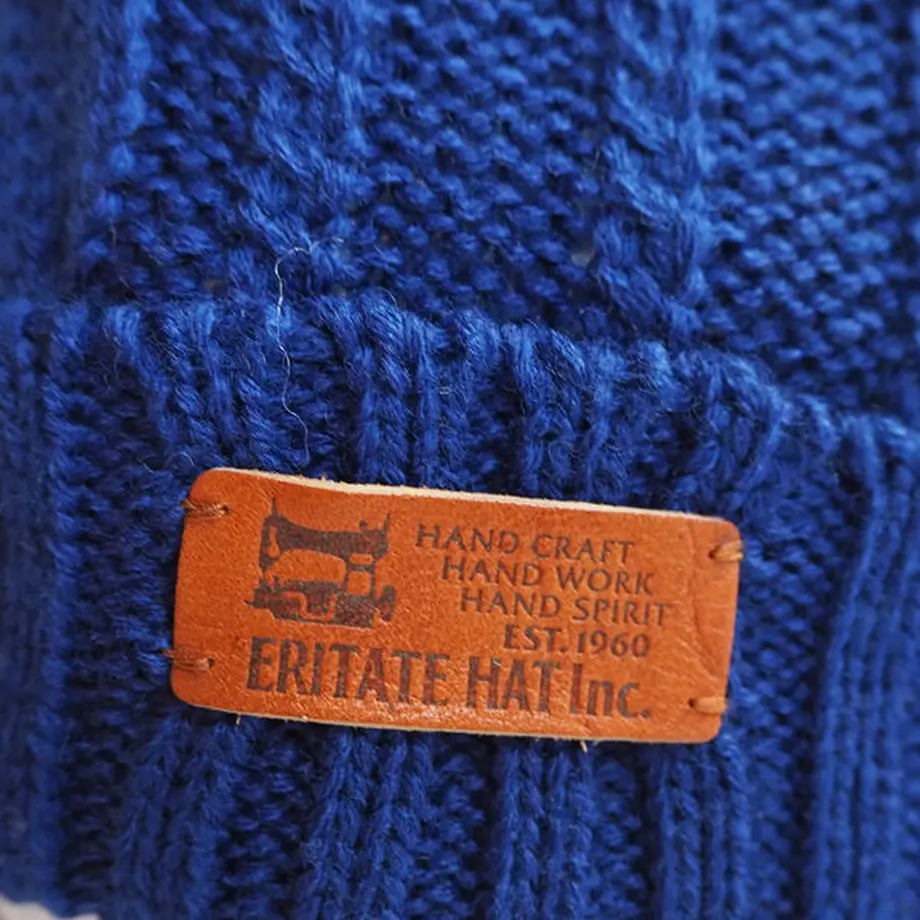 HAND CRAFT
HAND WORK
HAND SPIRIT
EST.1960
ERITATE HAT Inc.